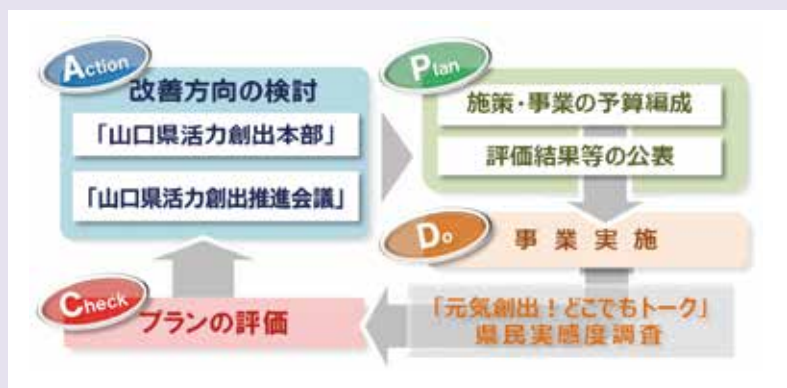 Action
改善方向の検討
「山口県活力創出本部」
「山口県活力創出推進会議」
Plan
施策・事業の予算編成
評価結果等の公表
Do
事業実施
「元気創出！どこでもトーク」
県民実感度調査
Check
プランの評価